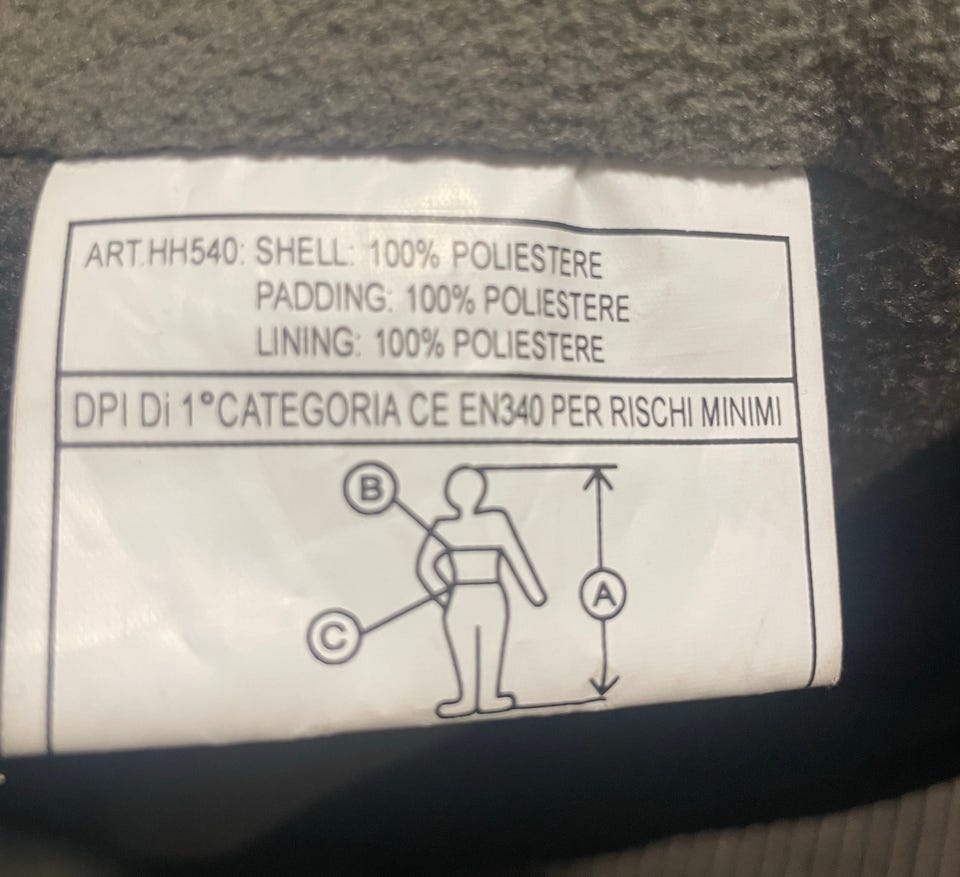 ART.HH540: SHELL: 100% POLIESTERE
PADDING: 100% POLIESTERE
LINING: 100% POLIESTERE
DPI Di 1°CATEGORIA CE EN340 PER RISCHI MINIMI
B
A
C